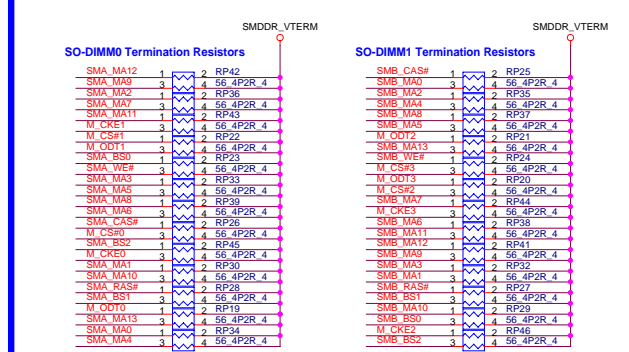 SMDDR_VTERM
SO-DIMM0 Termination Resistors
SMA_MA12 1 2 RP42
SMA_MA9 3 4 56_4P2R_4
SMA_MA2 1 2 RP36
SMA_MA7 3 4 56_4P2R_4
SMA_MA11 1 2 RP43
M_CKE1 3 4 56_4P2R_4
M_CS#1 1 2 RP22
M_ODT1 3 4 56_4P2R_4
SMA_BS0 1 2 RP23
SMA_WE# 3 4 56_4P2R_4
SMA_MA3 1 2 RP33
SMA_MA5 3 4 56_4P2R_4
SMA_MA8 1 2 RP39
SMA_MA6 3 4 56_4P2R_4
SMA_CAS# 1 2 RP26
M_CS#0 3 4 56_4P2R_4
SMA_BS2 1 2 RP45
M_CKE0 3 4 56_4P2R_4
SMA_MA1 1 2 RP30
SMA_MA10 3 4 56_4P2R_4
SMA_RAS# 1 2 RP28
SMA_BS1 3 4 56_4P2R_4
M_ODT0 1 2 RP19
SMA_MA13 3 4 56_4P2R_4
SMA_MA0 1 2 RP34
SMA_MA4 3 4 56_4P2R_4
SMDDR_VTERM
SO-DIMM1 Termination Resistors
SMB_CAS# 1 2 RP25
SMB_MA0 3 4 56_4P2R_4
SMB_MA2 1 2 RP35
SMB_MA4 3 4 56_4P2R_4
SMB_MA8 1 2 RP37
SMB_MA5 3 4 56_4P2R_4
M_ODT2 1 2 RP21
SMB_MA13 3 4 56_4P2R_4
SMB_WE# 1 2 RP24
M_CS#3 3 4 56_4P2R_4
M_ODT3 1 2 RP20
M_CS#2 3 4 56_4P2R_4
SMB_MA7 1 2 RP44
M_CKE3 3 4 56_4P2R_4
SMB_MA6 1 2 RP38
SMB_MA11 3 4 56_4P2R_4
SMB_MA12 1 2 RP41
SMB_MA9 3 4 56_4P2R_4
SMB_MA3 1 2 RP32
SMB_MA1 3 4 56_4P2R_4
SMB_RAS# 1 2 RP27
SMB_BS1 3 4 56_4P2R_4
SMB_MA10 1 2 RP29
SMB_BS0 3 4 56_4P2R_4
M_CKE2 1 2 RP46
SMB_BS2 3 4 56_4P2R_4